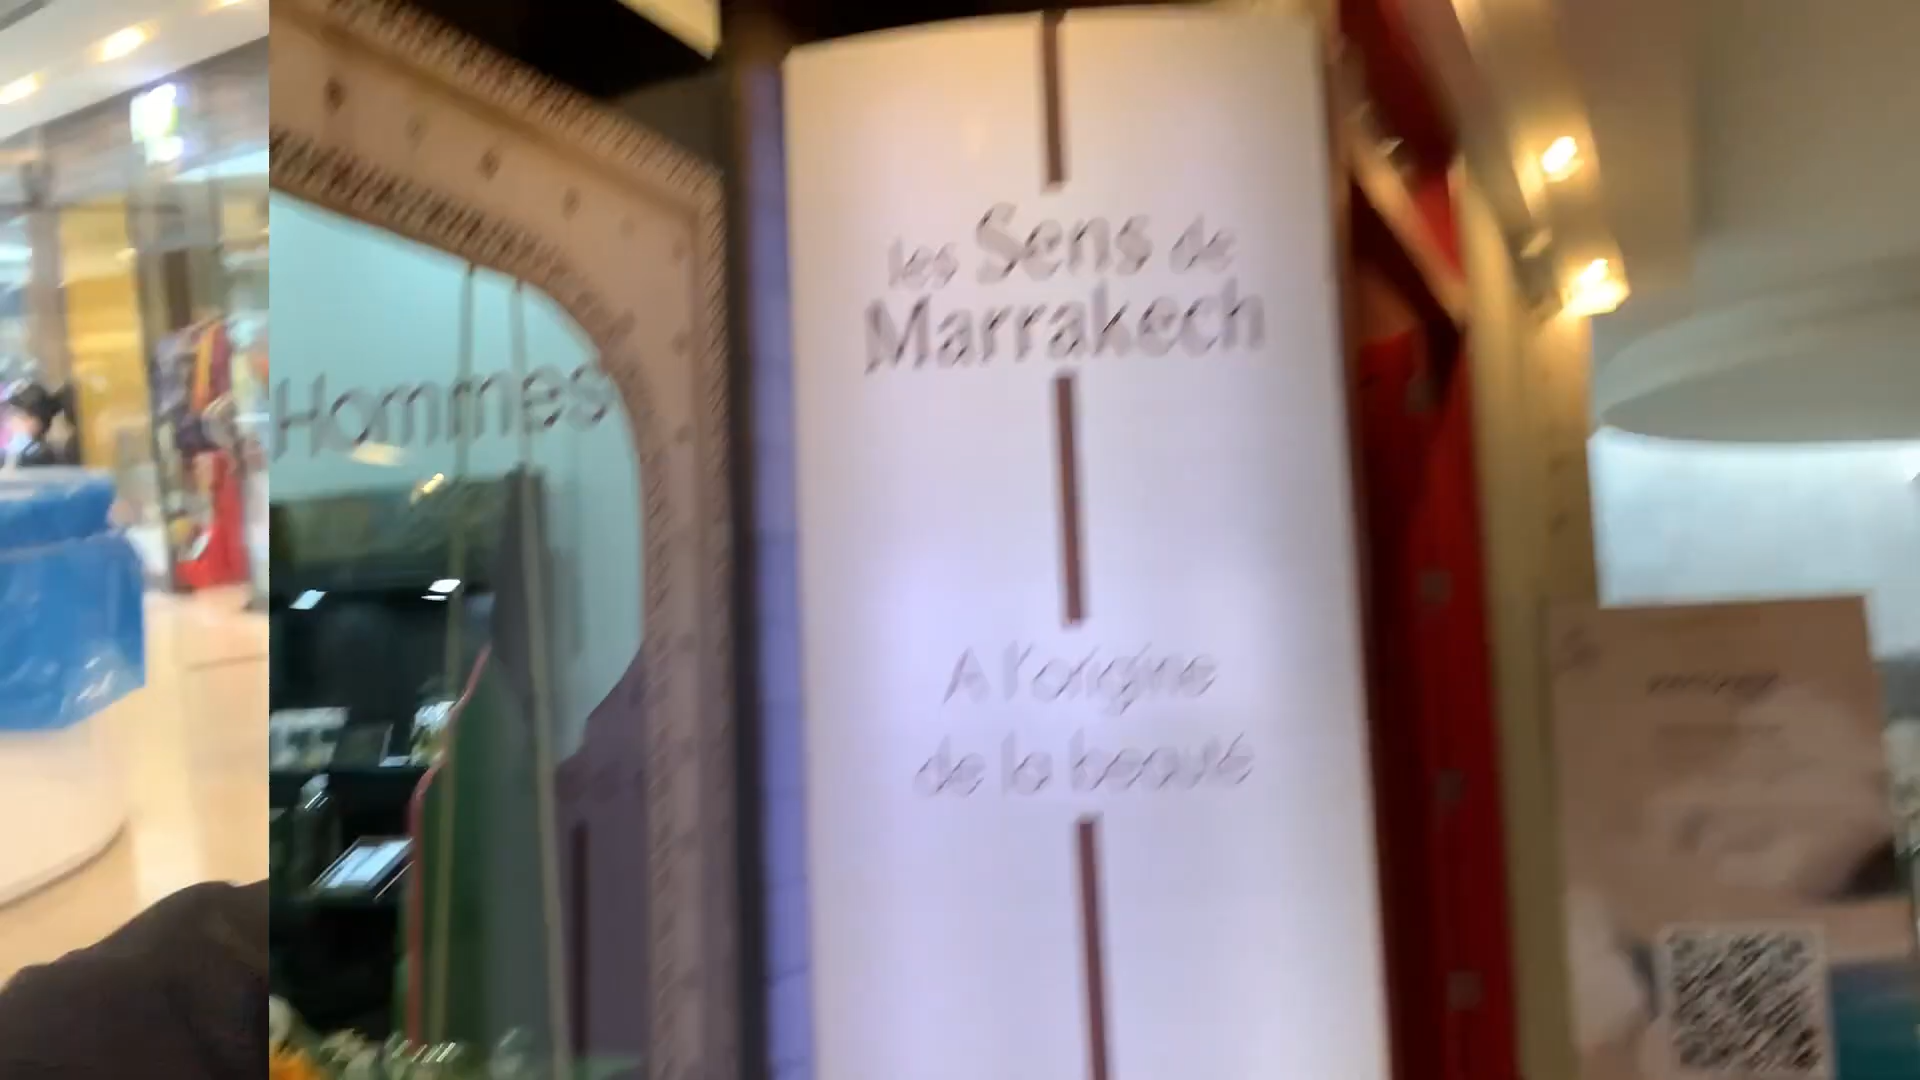 Hommes
les Sens de
Marrakech
A l'origine
de la beauté